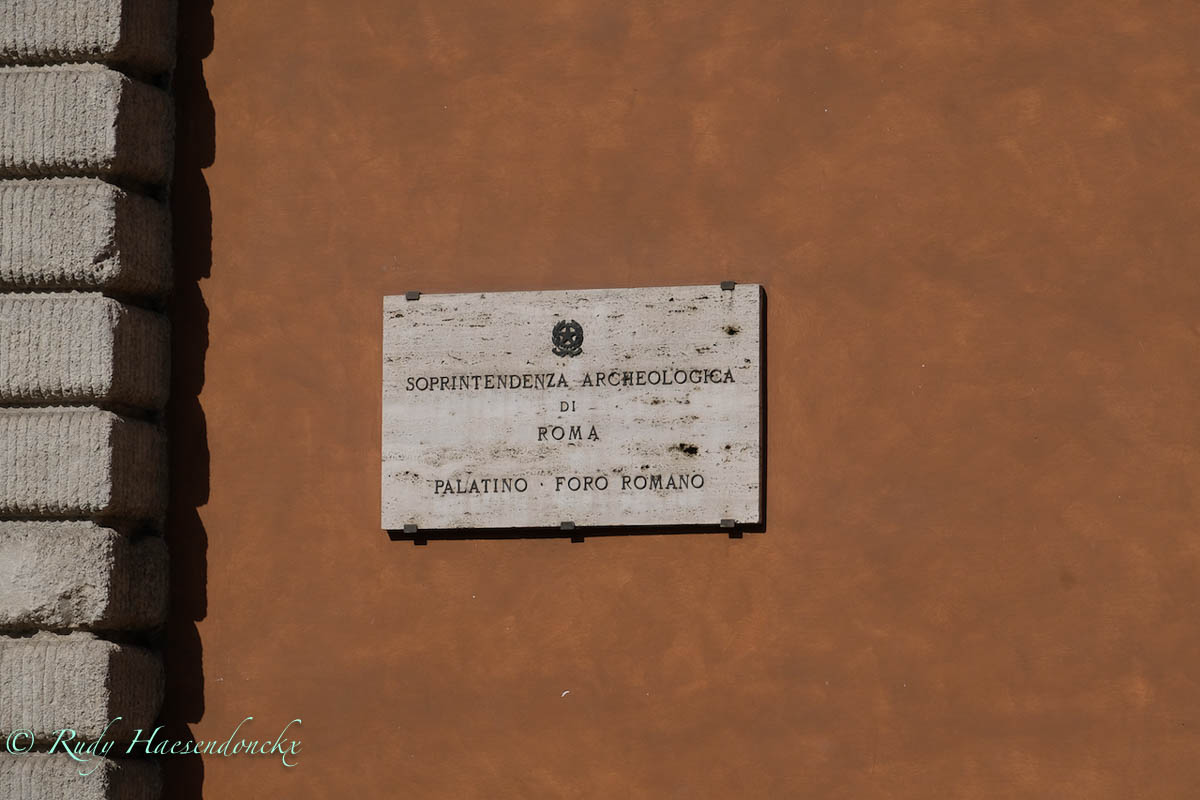 SOPRINTENDENZA ARCHEOLOGICA
DI
ROMA
PALATINO · FORO ROMANO
© Rudy Haesendonckx